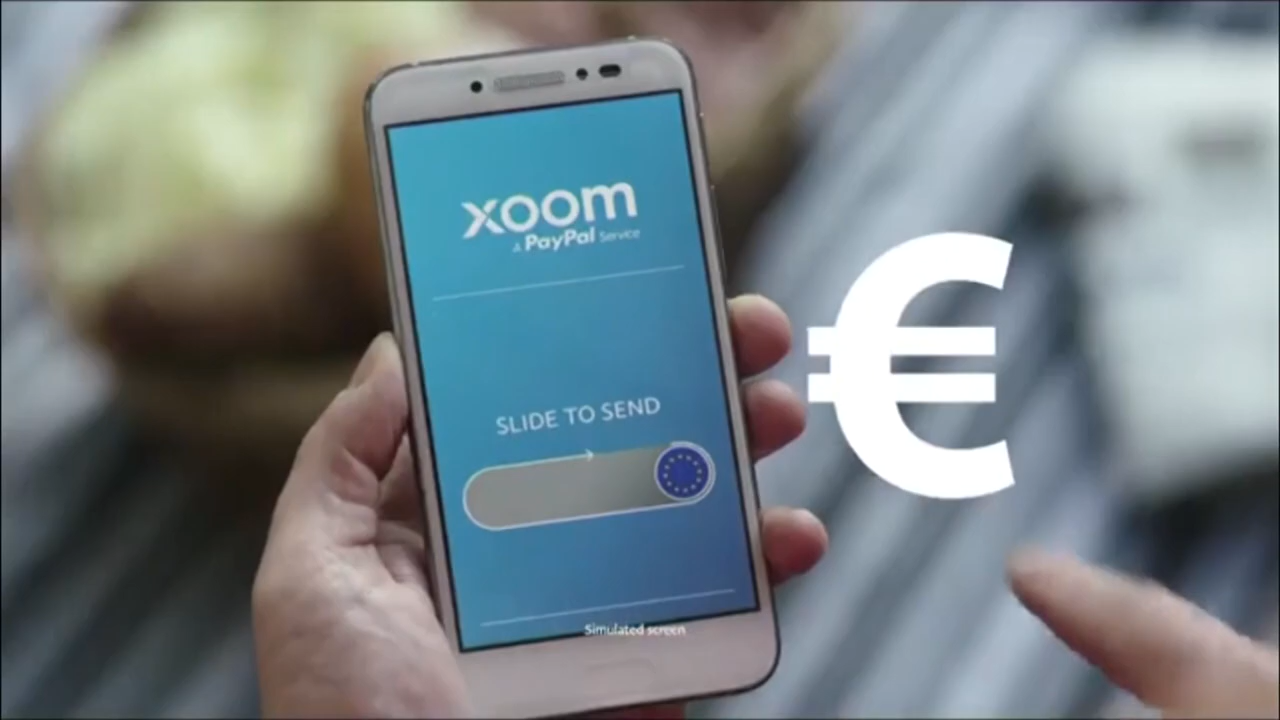 xoom
A PayPal Service
SLIDE TO SEND
€
Simulated screen